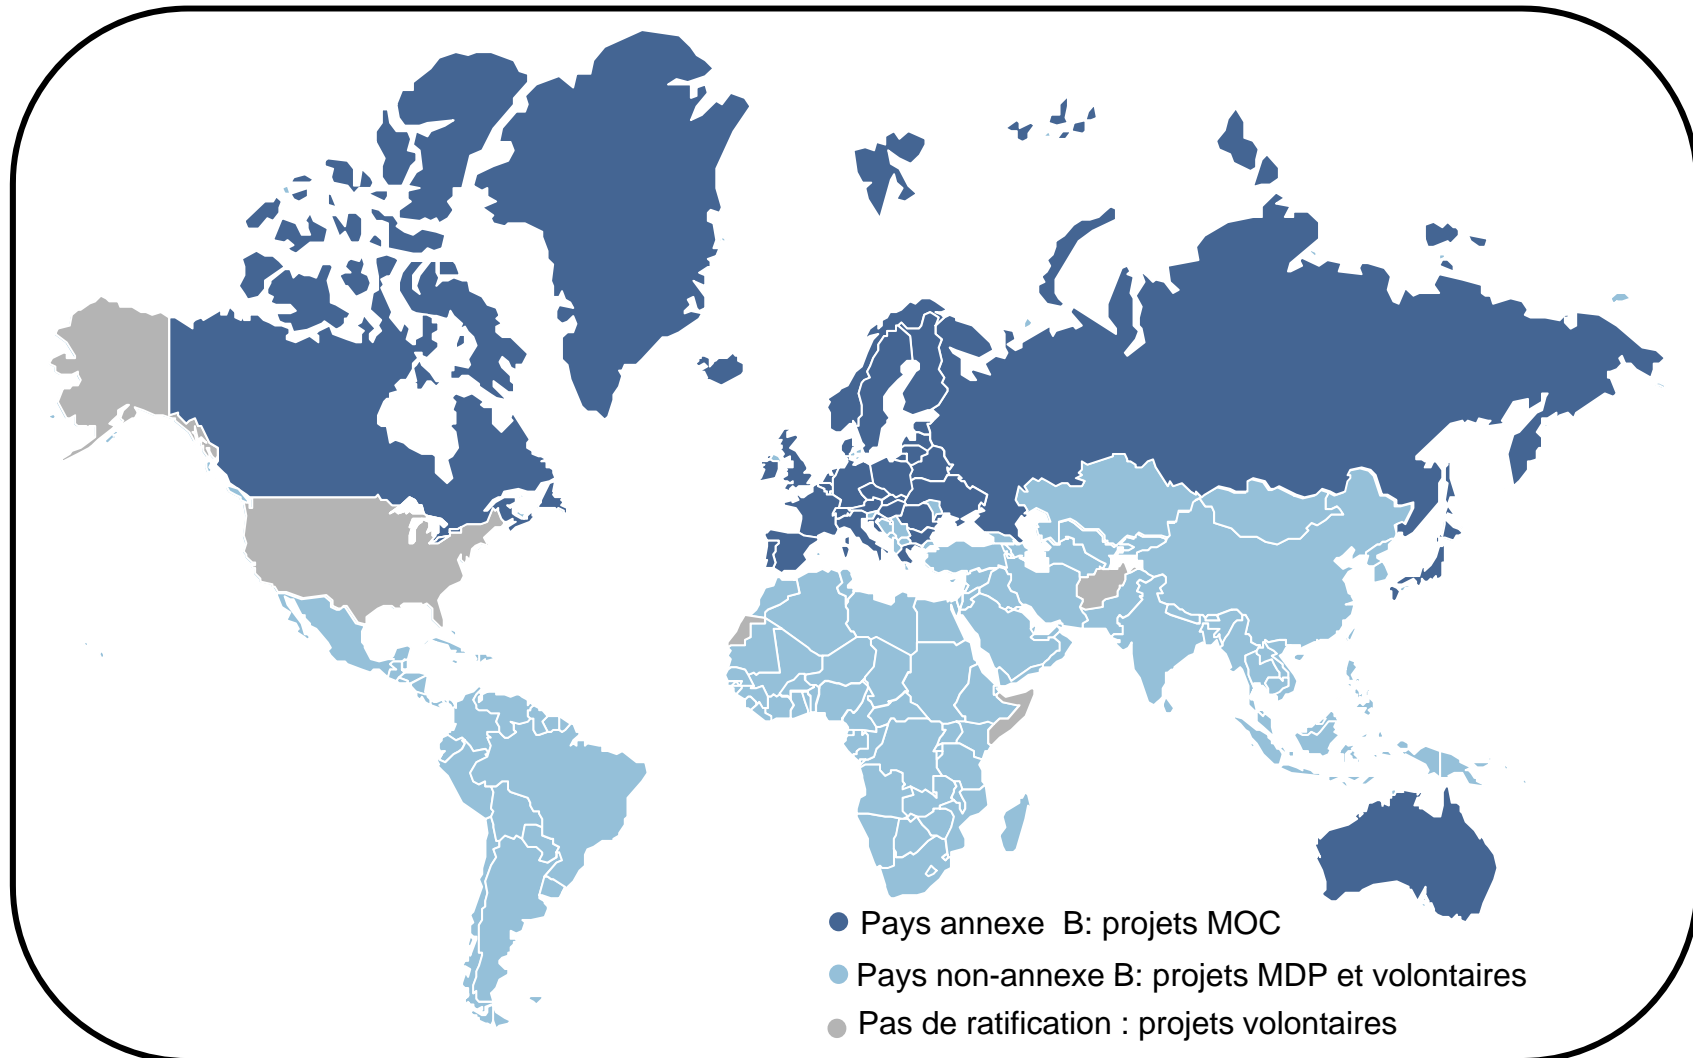 Pays annexe B: projets MOC
Pays non-annexe B: projets MDP et volontaires
Pas de ratification : projets volontaires